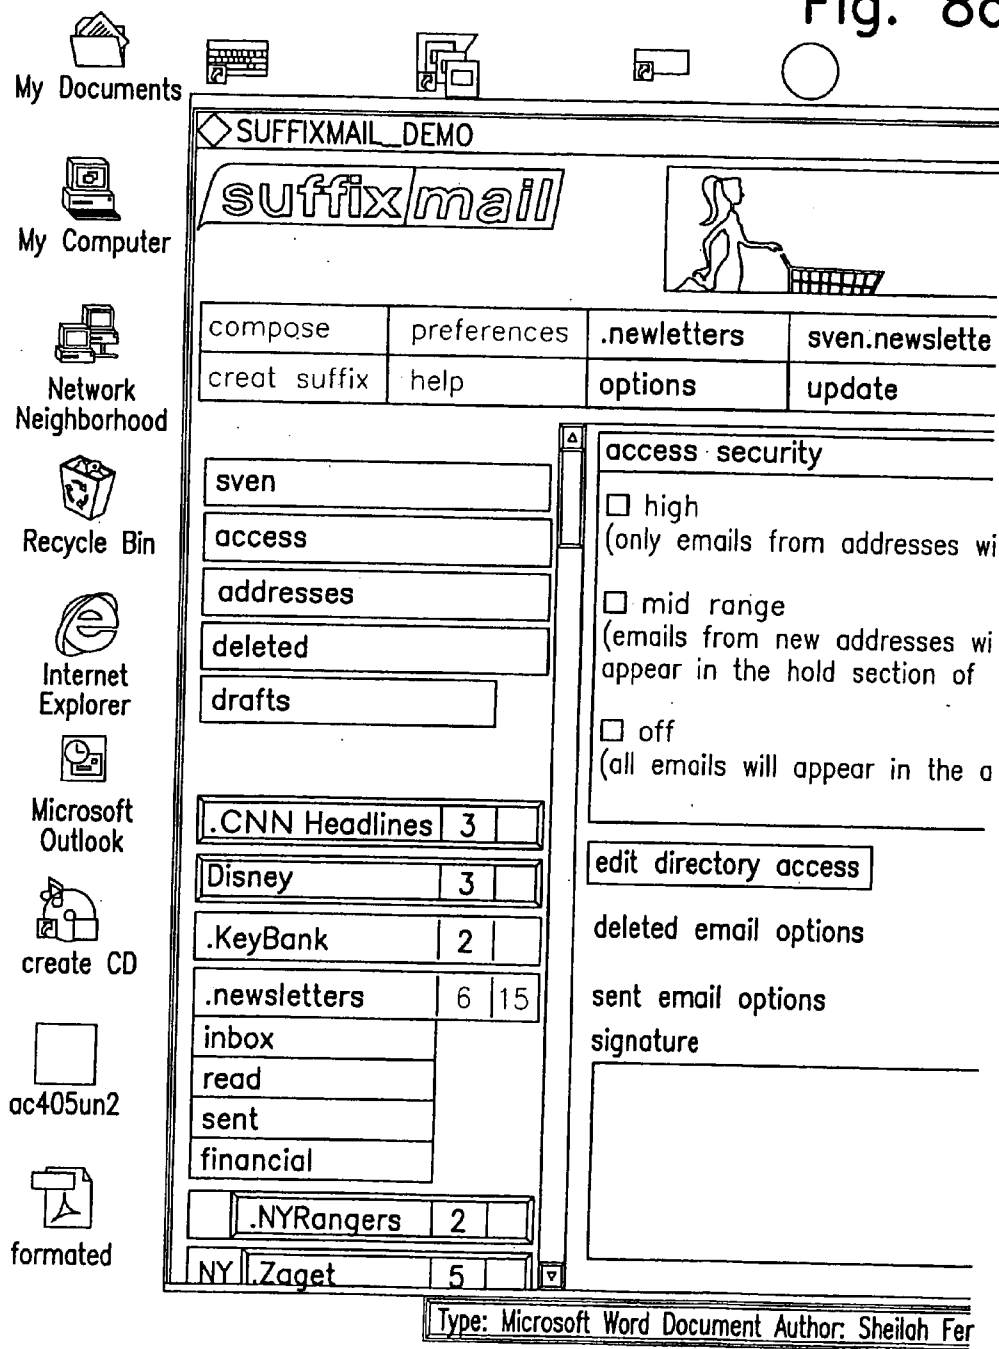 Fig. 8
My Documents
SUFFIXMAIL_DEMO
suffix/mail
My Computer
compose preferences .newletters sven.newslette
creat suffix help options update
Network
Neighborhood
Recycle Bin
Internet
Explorer
Microsoft
Outlook
create CD
ac405un2
formated
sven
access
addresses
deleted
drafts
.CNN Headlines 3
Disney 3
.KeyBank 2
.newsletters 6 15
inbox
read
sent
financial
.NYRangers 2
NY .Zaget 5
access security
high
(only emails from addresses wi
mid range
(emails from new addresses wi
appear in the hold section of
off
(all emails will appear in the a
edit directory access
deleted email options
sent email options
signature
Type: Microsoft Word Document Author: Sheilah Fer